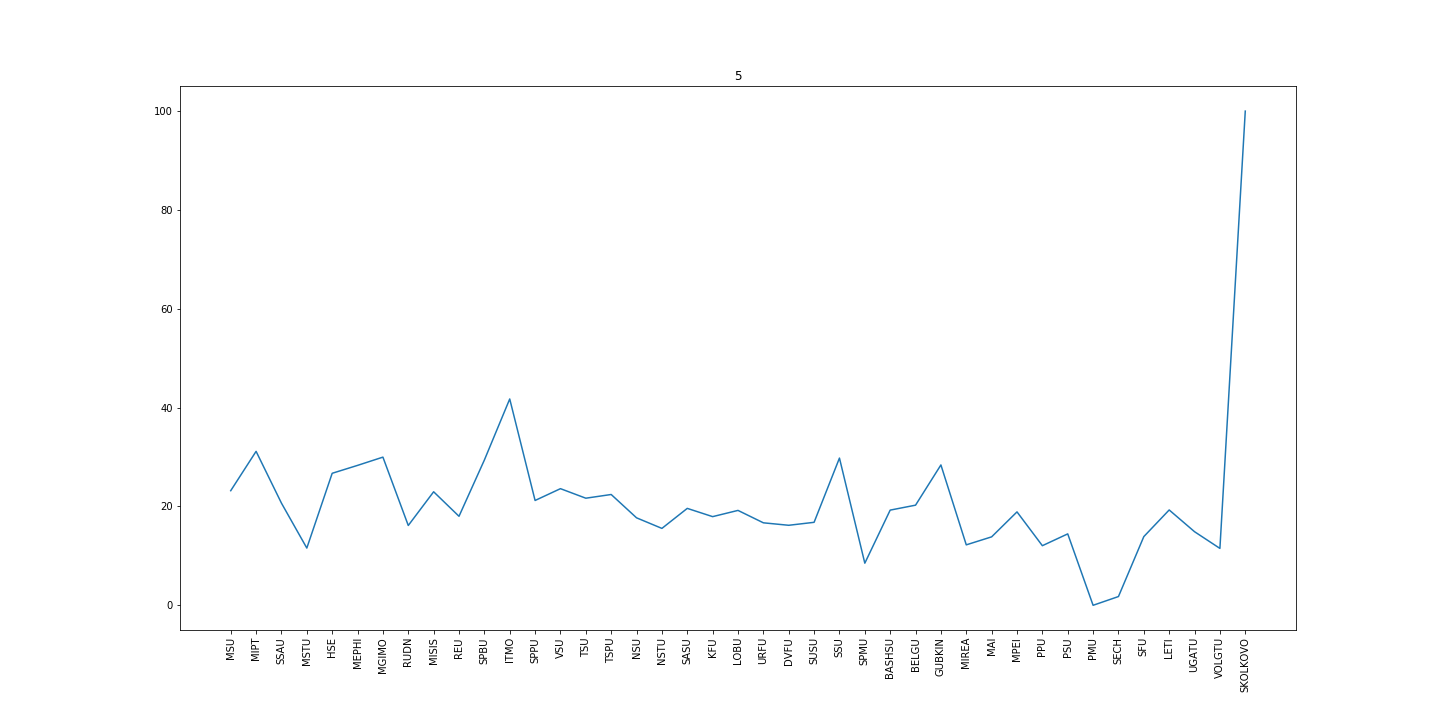 5
100
80
60
40
20
0
MSU
MIPT
SSAU
MSTU
HSE
MEPHI
MGIMO
RUDN
MISIS
REU
SPBU
ITMO
SPPU
VSU
TSU
TSPU
NSU
NSTU
SASU
KFU
LOBU
URFU
DVFU
SUSU
SSU
SPMU
BASHSU
BELGU
GUBKIN
MIREA
MAI
MPEI
PPU
PSU
PMU
SECH
SFU
LETI
UGATU
VOLGTU
SKOLKOVO